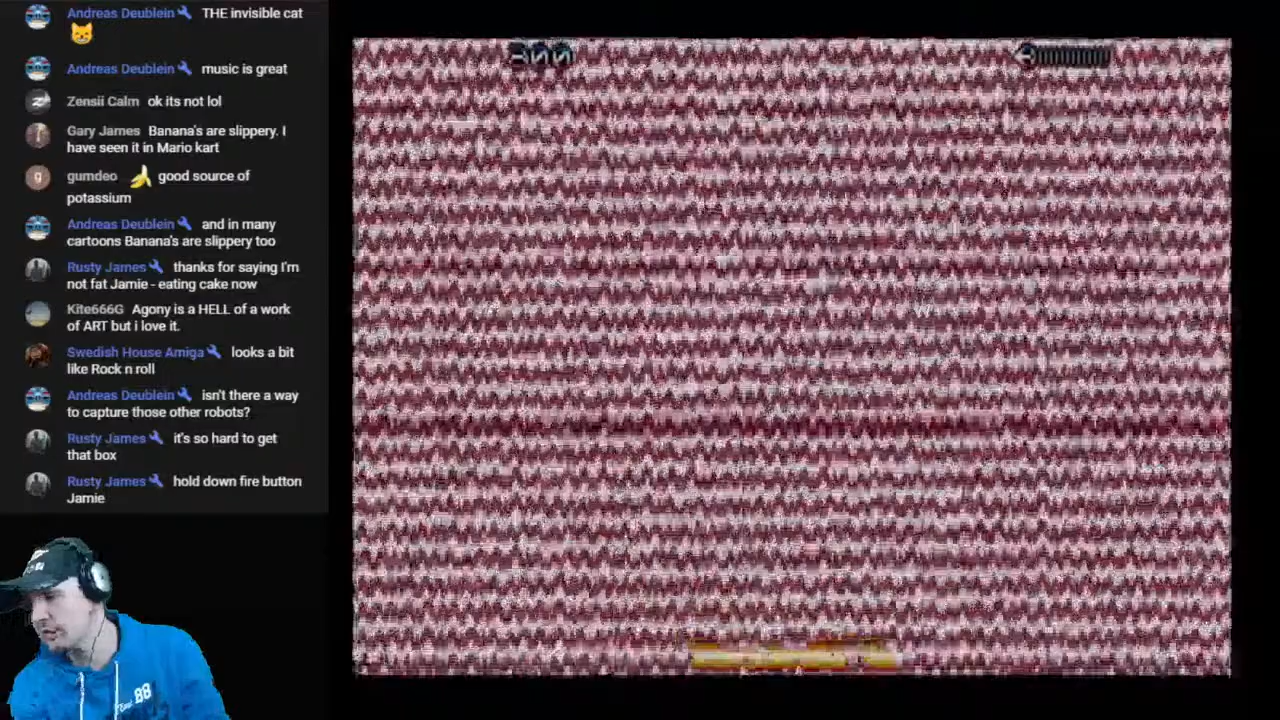 Andreas Deublein THE invisible cat
Andreas Deublein music is great
Zensii Calm ok its not lol
Gary James Banana's are slippery. I
have seen it in Mario kart
gumdeo good source of
potassium
Andreas Deublein and in many
cartoons Banana's are slippery too
Rusty James thanks for saying I'm
not fat Jamie - eating cake now
Kite666G Agony is a HELL of a work
of ART but i love it.
Swedish House Amiga looks a bit
like Rock n roll
Andreas Deublein isn't there a way
to capture those other robots?
Rusty James it's so hard to get
that box
Rusty James hold down fire button
Jamie
g
88